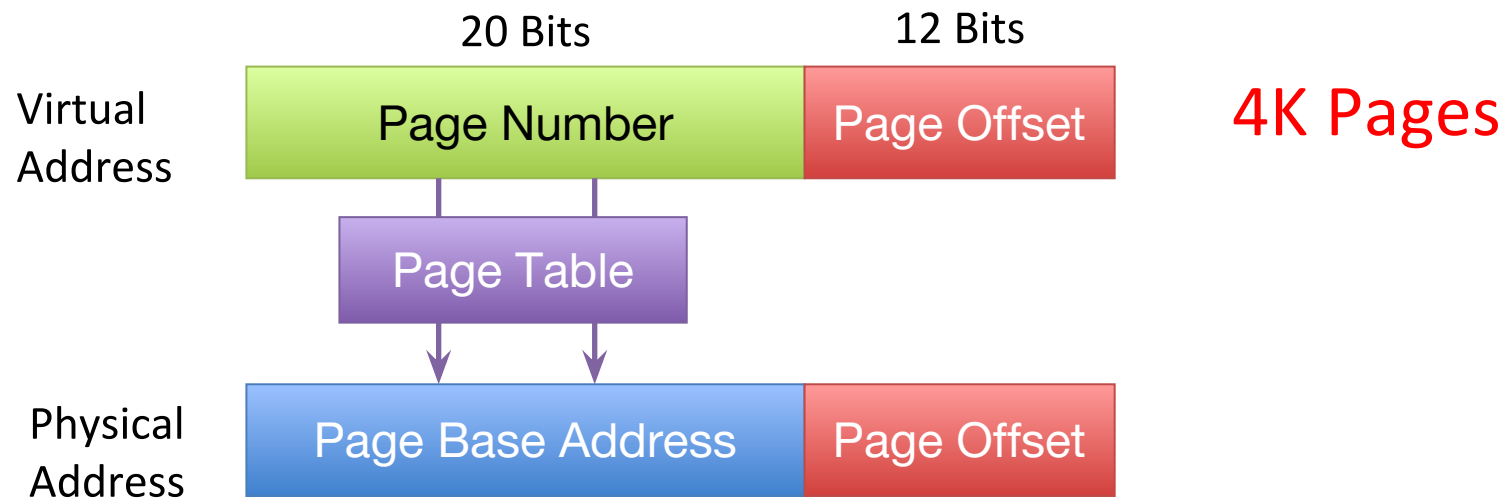 20 Bits
12 Bits
Virtual
Address
Page Number
Page Offset
4K Pages
Page Table
Physical
Address
Page Base Address
Page Offset